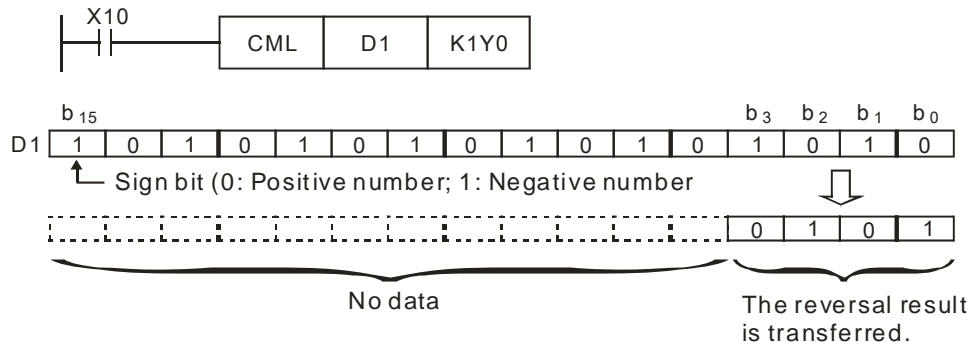 X10
CML D1 K1Y0
b15 b3 b2 b1 b0
D1 1 0 1 0 1 0 1 0 1 0 1 0 1 0 1 0
Sign bit (0: Positive number; 1: Negative number
0 1 0 1
No data
The reversal result
is transferred.